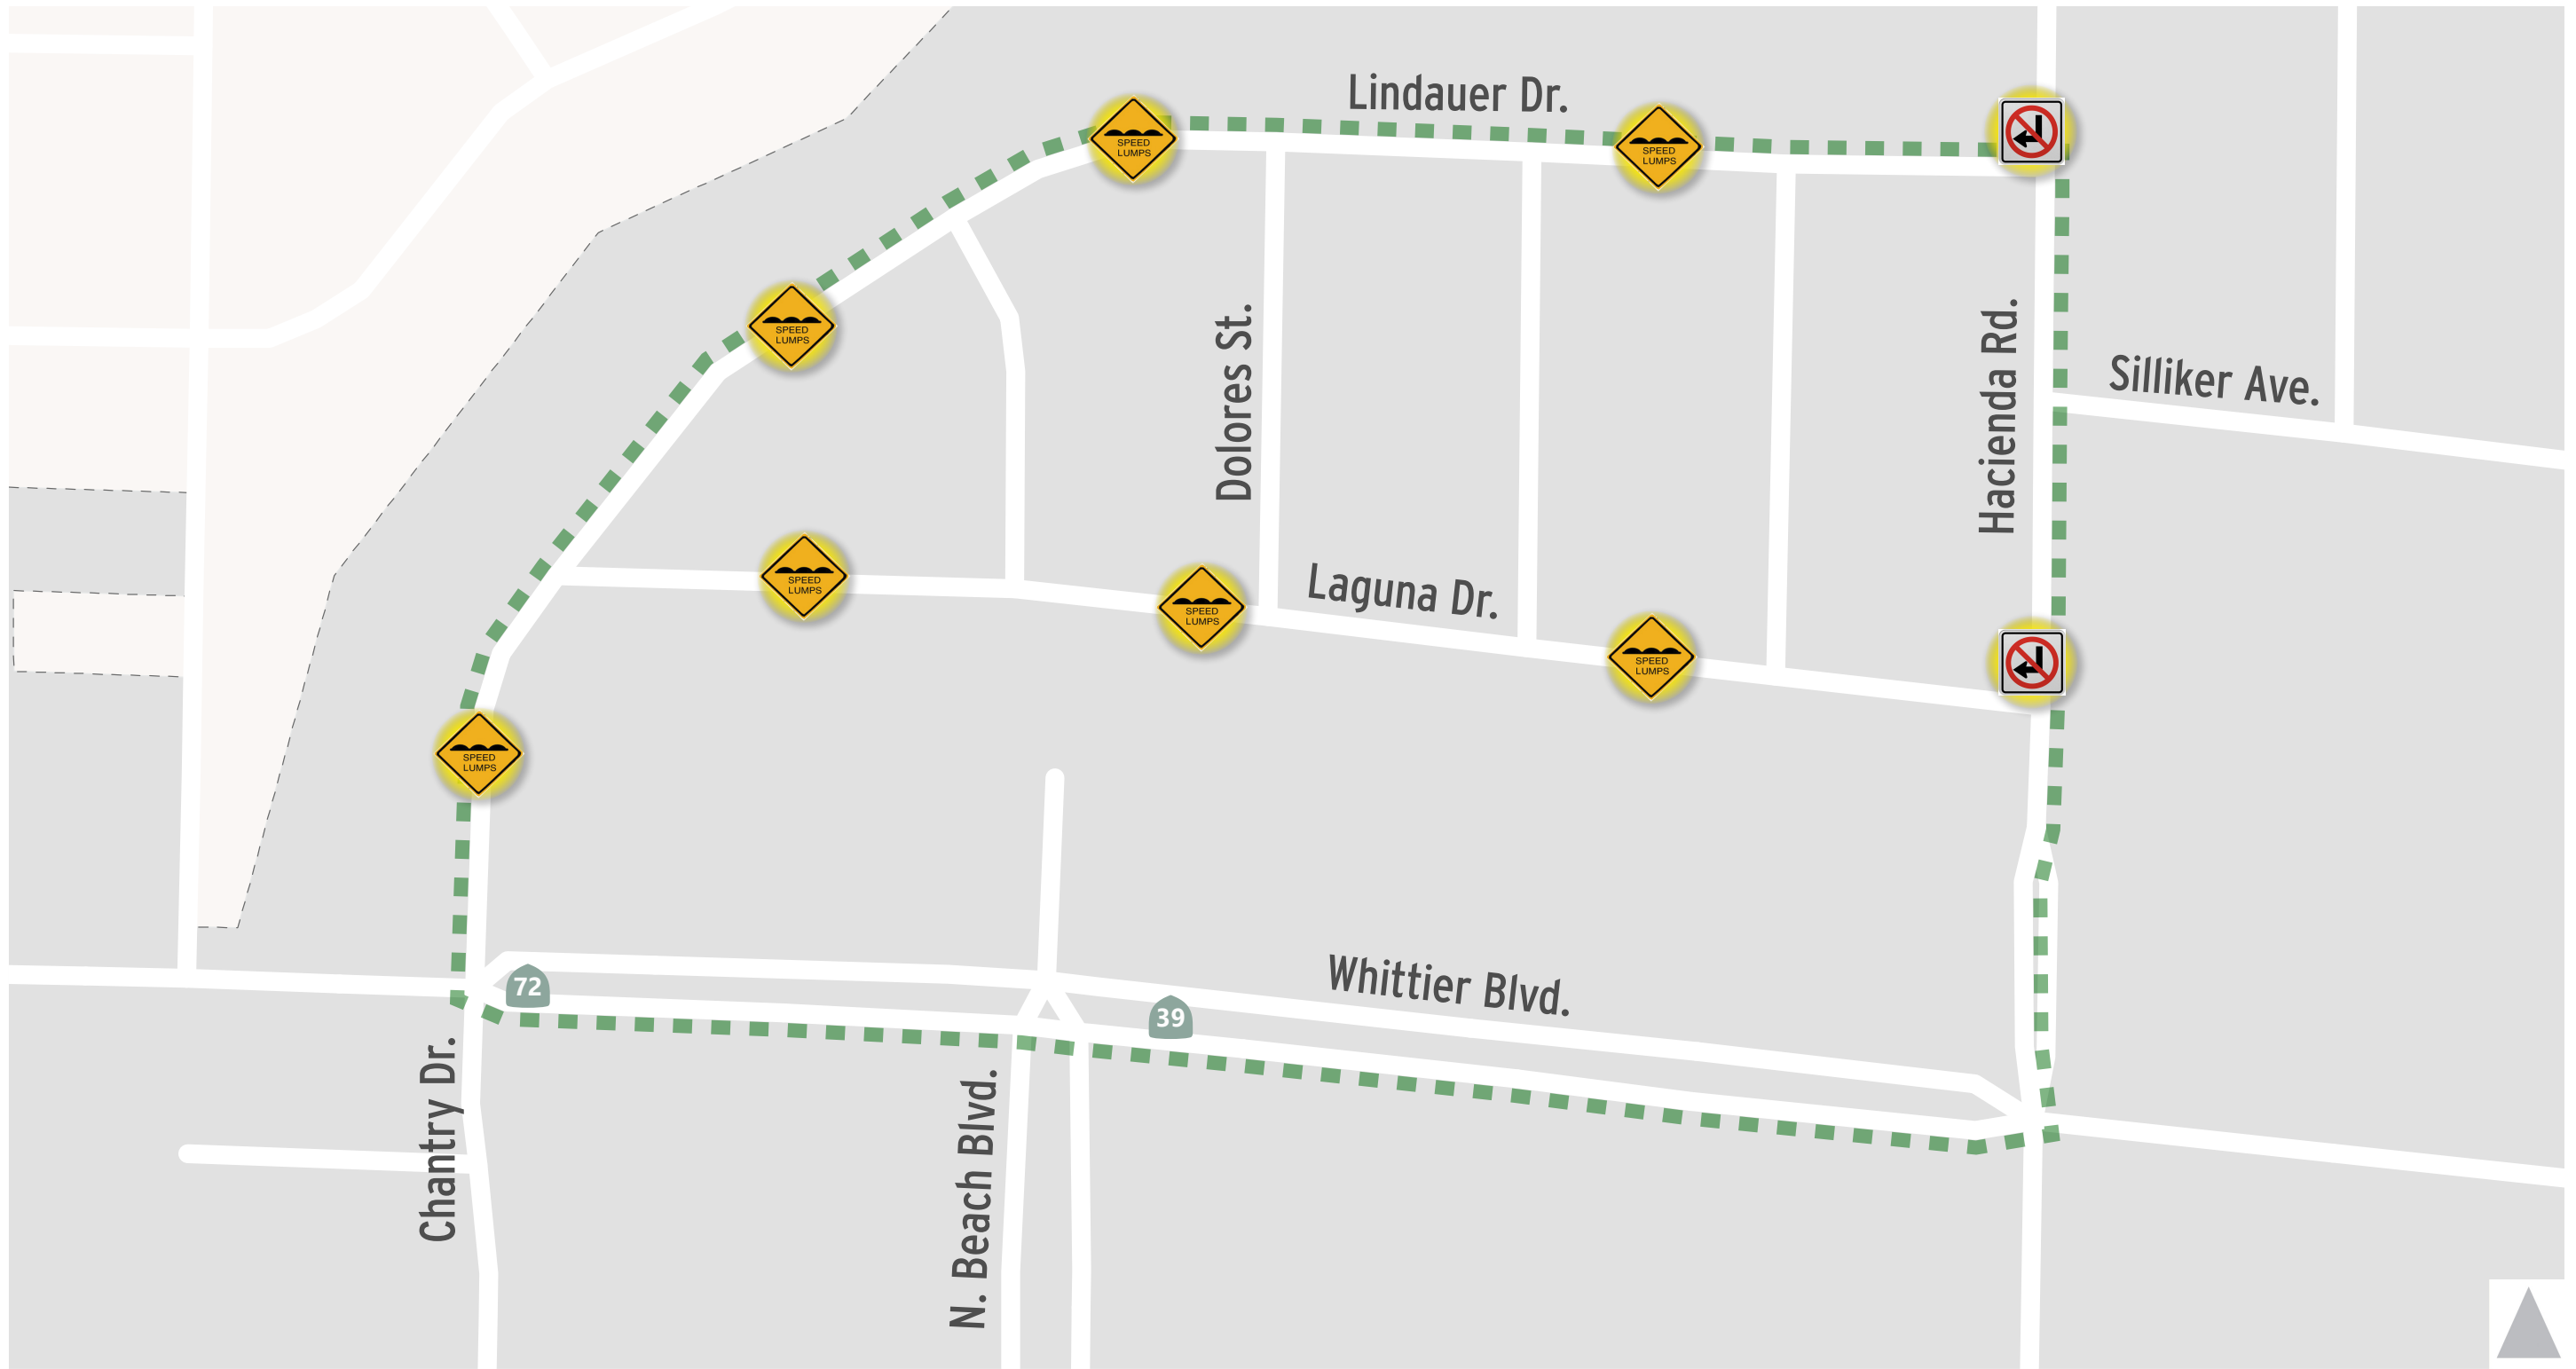 Lindauer Dr.
SPEED
LUMPS
SPEED
LUMPS
SPEED
LUMPS
Dolores St.
Hacienda Rd.
Silliker Ave.
SPEED
LUMPS
SPEED
LUMPS
Laguna Dr.
SPEED
LUMPS
SPEED
LUMPS
72
39
Whittier Blvd.
Chantry Dr.
N. Beach Blvd.